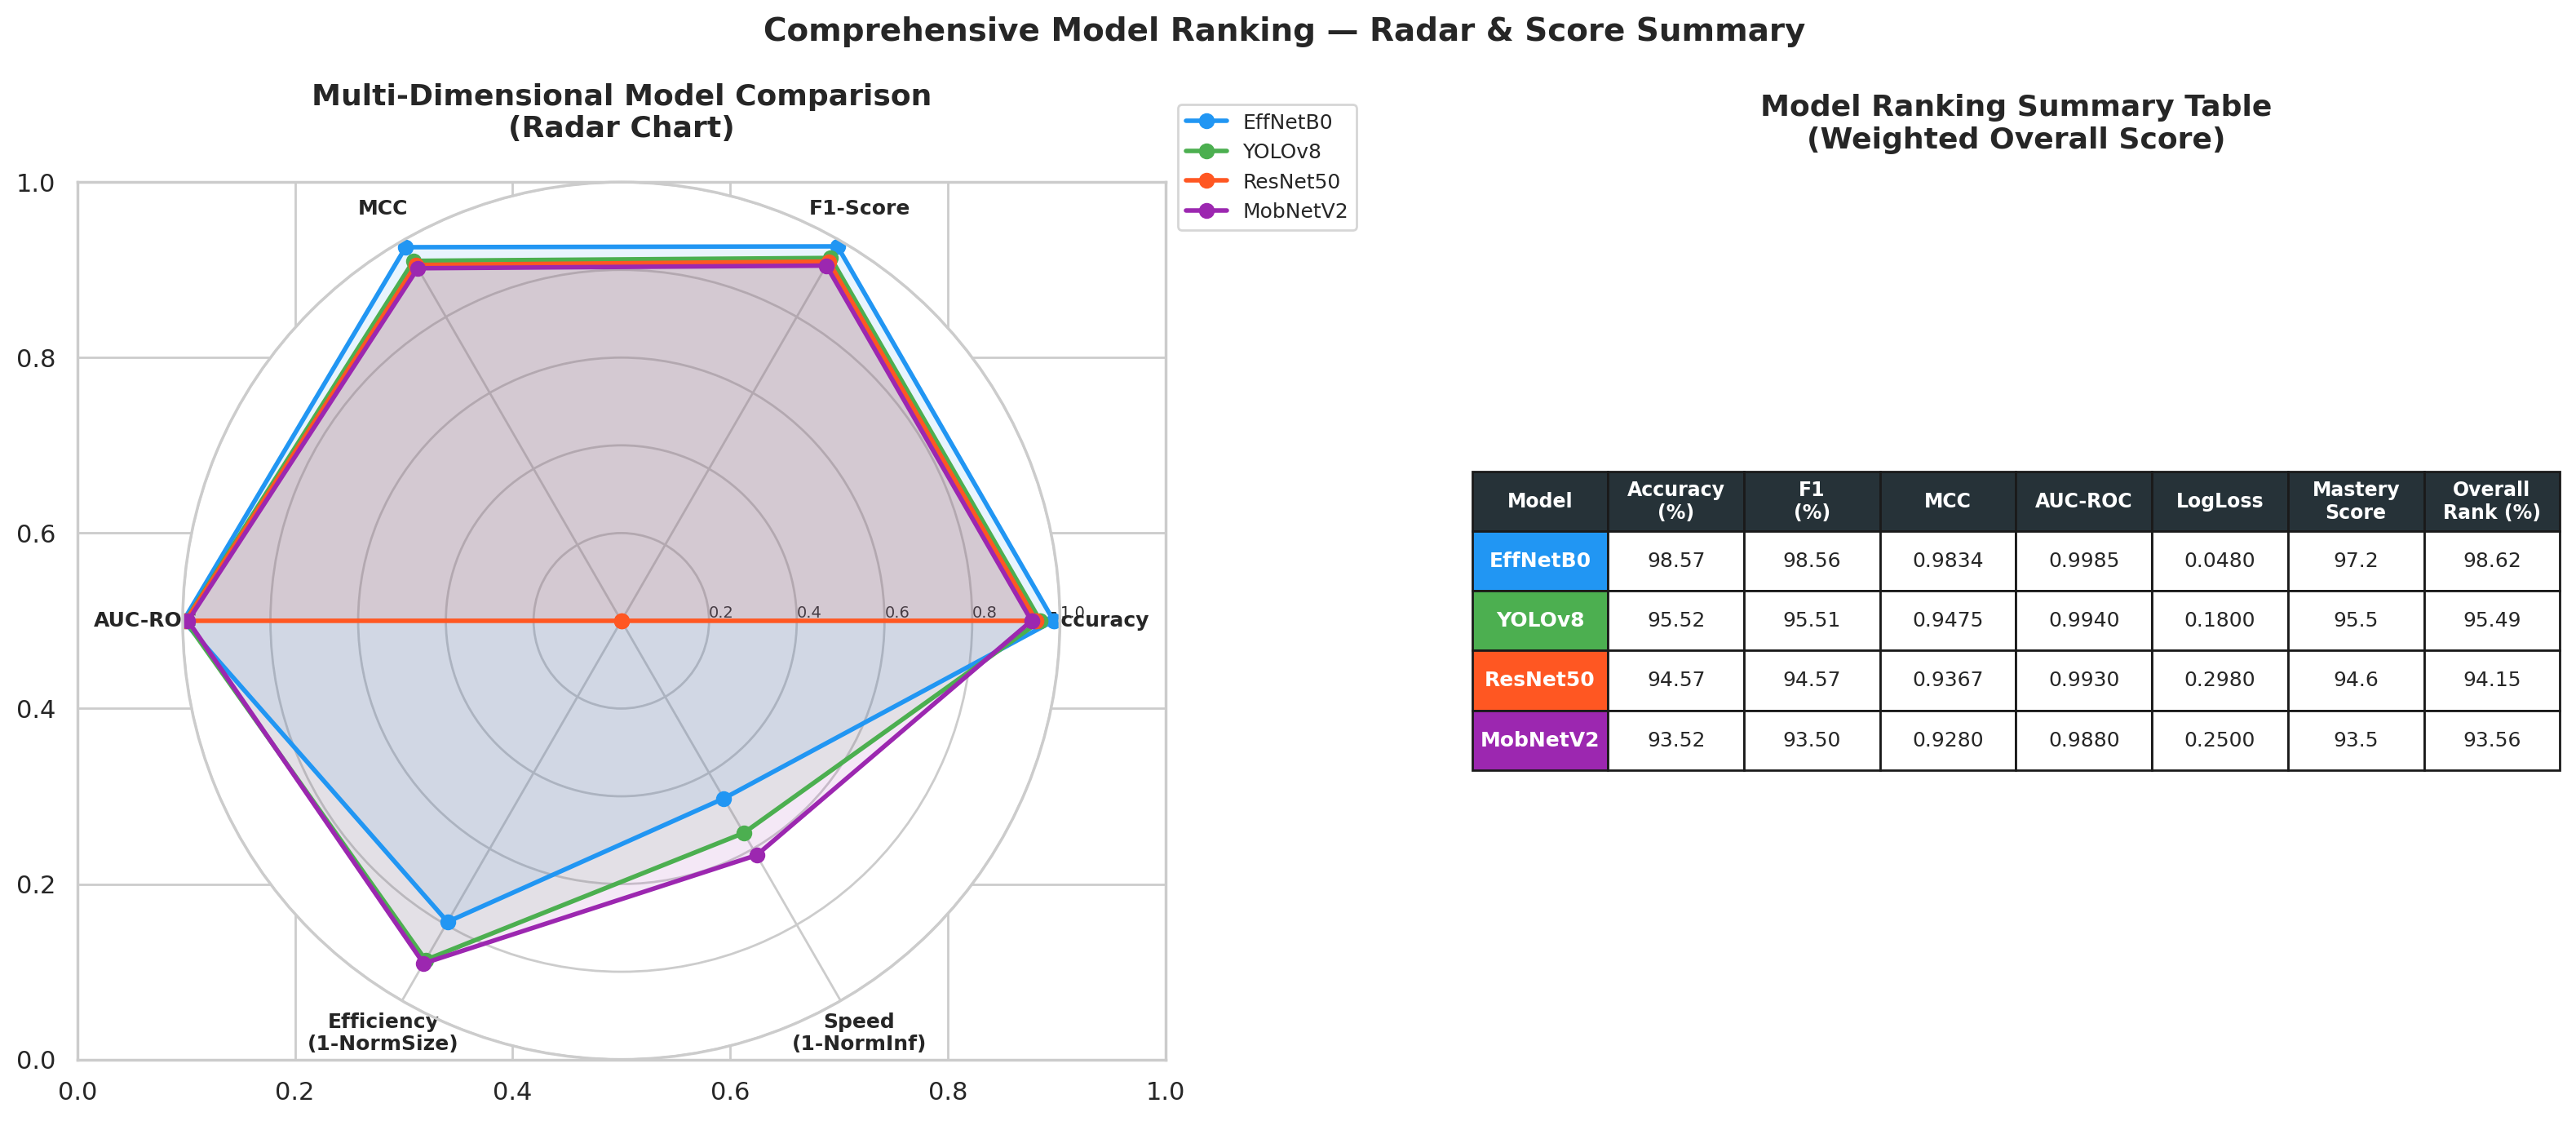 Comprehensive Model Ranking — Radar & Score Summary
Multi-Dimensional Model Comparison
(Radar Chart)
EffNetB0
YOLOv8
ResNet50
MobNetV2
1.0
0.8
0.6
0.4
0.2
0.0
0.0 0.2 0.4 0.6 0.8 1.0
MCC
F1-Score
AUC-RO
ccuracy
0.2 0.4 0.6 0.8 1.0
Efficiency
(1-NormSize)
Speed
(1-NormInf)
Model Ranking Summary Table
(Weighted Overall Score)
Model Accuracy (%) F1 (%) MCC AUC-ROC LogLoss Mastery Score Overall Rank (%)
EffNetB0 98.57 98.56 0.9834 0.9985 0.0480 97.2 98.62
YOLOv8 95.52 95.51 0.9475 0.9940 0.1800 95.5 95.49
ResNet50 94.57 94.57 0.9367 0.9930 0.2980 94.6 94.15
MobNetV2 93.52 93.50 0.9280 0.9880 0.2500 93.5 93.56